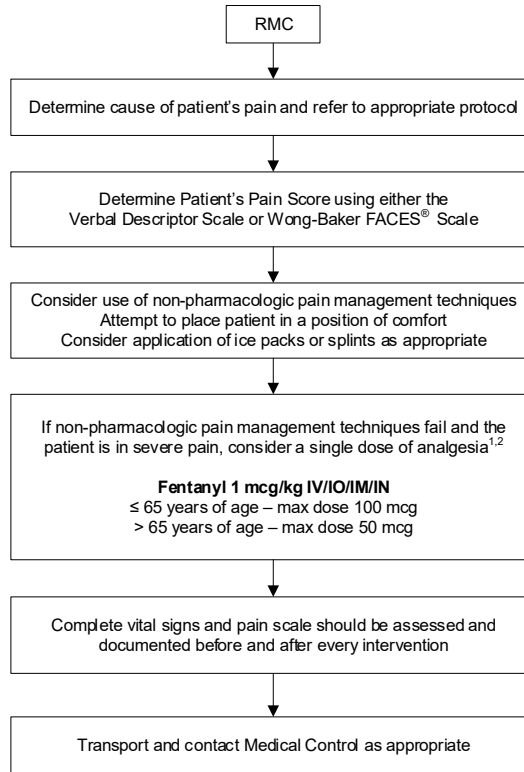 RMC
Determine cause of patient's pain and refer to appropriate protocol
Determine Patient's Pain Score using either the
Verbal Descriptor Scale or Wong-Baker FACES® Scale
Consider use of non-pharmacologic pain management techniques
Attempt to place patient in a position of comfort
Consider application of ice packs or splints as appropriate
If non-pharmacologic pain management techniques fail and the
patient is in severe pain, consider a single dose of analgesia1,2
Fentanyl 1 mcg/kg IV/IO/IM/IN
≤ 65 years of age – max dose 100 mcg
> 65 years of age – max dose 50 mcg
Complete vital signs and pain scale should be assessed and
documented before and after every intervention
Transport and contact Medical Control as appropriate